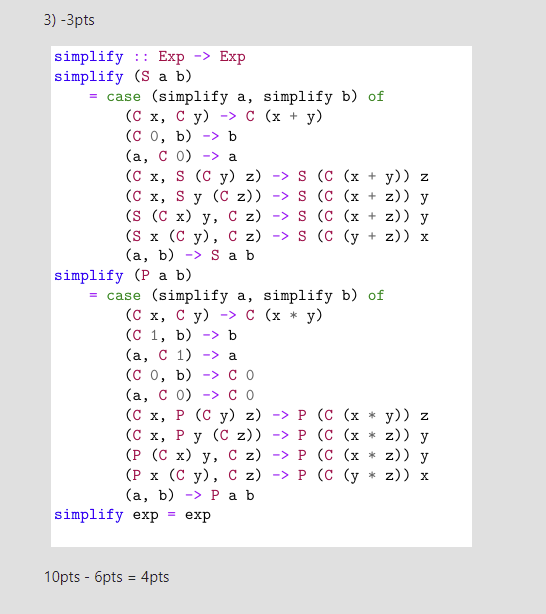 3) -3pts
simplify :: Exp -> Exp
simplify (S a b)
    = case (simplify a, simplify b) of
        (C x, C y) -> C (x + y)
        (C 0, b) -> b
        (a, C 0) -> a
        (C x, S (C y) z) -> S (C (x + y)) z
        (C x, S y (C z)) -> S (C (x + z)) y
        (S (C x) y, C z) -> S (C (x + z)) y
        (S x (C y), C z) -> S (C (y + z)) x
        (a, b) -> S a b
simplify (P a b)
    = case (simplify a, simplify b) of
        (C x, C y) -> C (x * y)
        (C 1, b) -> b
        (a, C 1) -> a
        (C 0, b) -> C 0
        (a, C 0) -> C 0
        (C x, P (C y) z) -> P (C (x * y)) z
        (C x, P y (C z)) -> P (C (x * z)) y
        (P (C x) y, C z) -> P (C (x * z)) y
        (P x (C y), C z) -> P (C (y * z)) x
        (a, b) -> P a b
simplify exp = exp
10pts - 6pts = 4pts